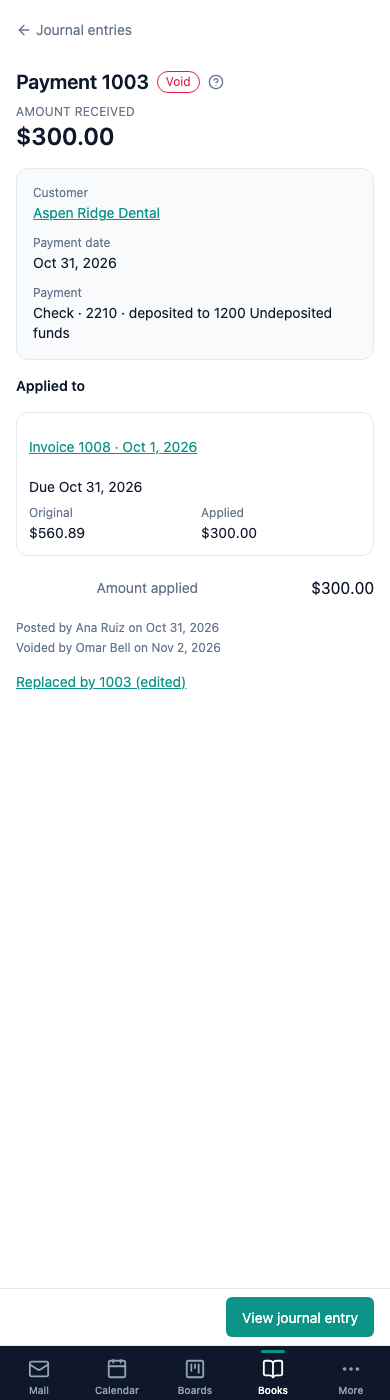 Journal entries
Payment 1003 Void
AMOUNT RECEIVED
$300.00
Customer
Aspen Ridge Dental
Payment date
Oct 31, 2026
Payment
Check · 2210 · deposited to 1200 Undeposited
funds
Applied to
Invoice 1008 · Oct 1, 2026
Due Oct 31, 2026
Original Applied
$560.89 $300.00
Amount applied $300.00
Posted by Ana Ruiz on Oct 31, 2026
Voided by Omar Bell on Nov 2, 2026
Replaced by 1003 (edited)
View journal entry
Mail Calendar Boards Books More